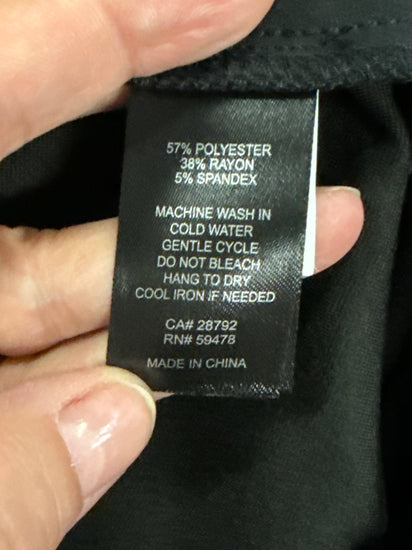 57% POLYESTER
38% RAYON
5% SPANDEX
MACHINE WASH IN
COLD WATER
GENTLE CYCLE
DO NOT BLEACH
HANG TO DRY
COOL IRON IF NEEDED
CA# 28792
RN# 59478
MADE IN CHINA